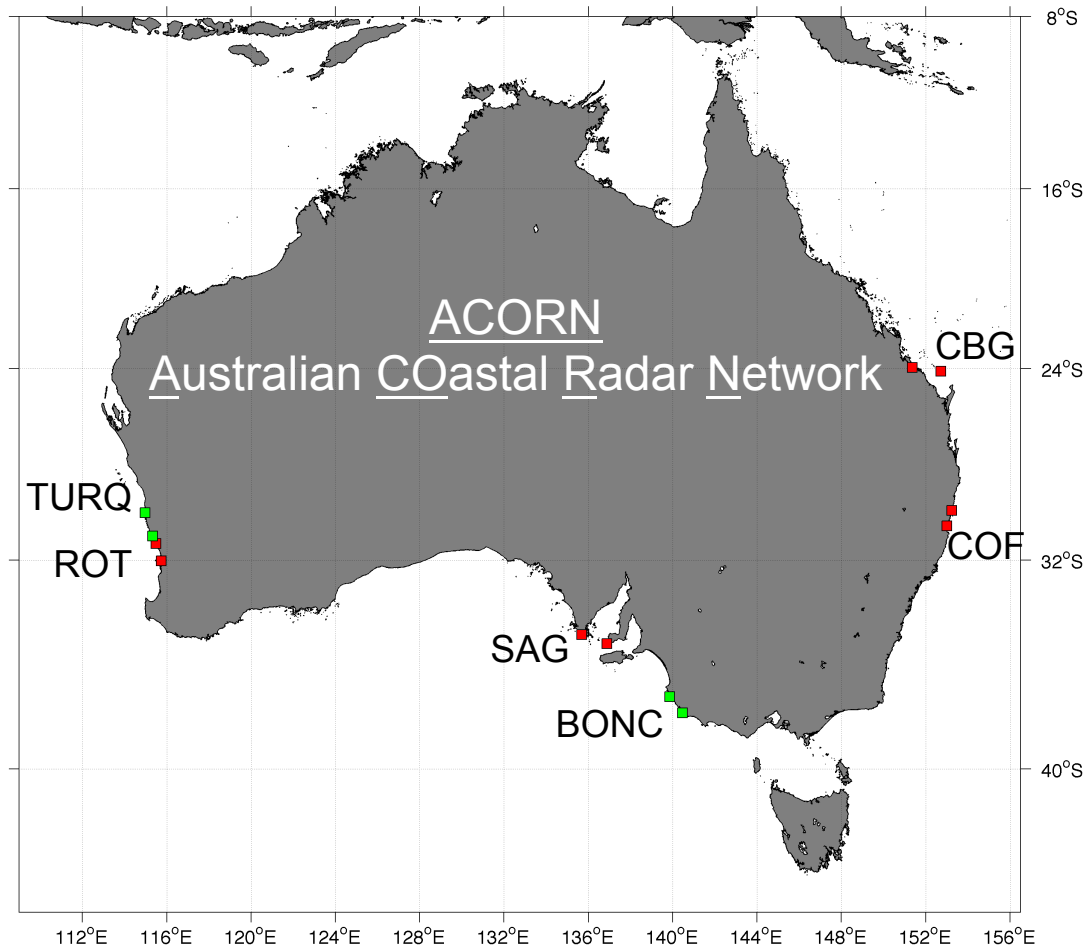 8°S
16°S
ACORN
Australian COastal Radar Network
CBG
24°S
TURQ
ROT
COF
32°S
SAG
BONC
40°S
112°E 116°E 120°E 124°E 128°E 132°E 136°E 140°E 144°E 148°E 152°E 156°E